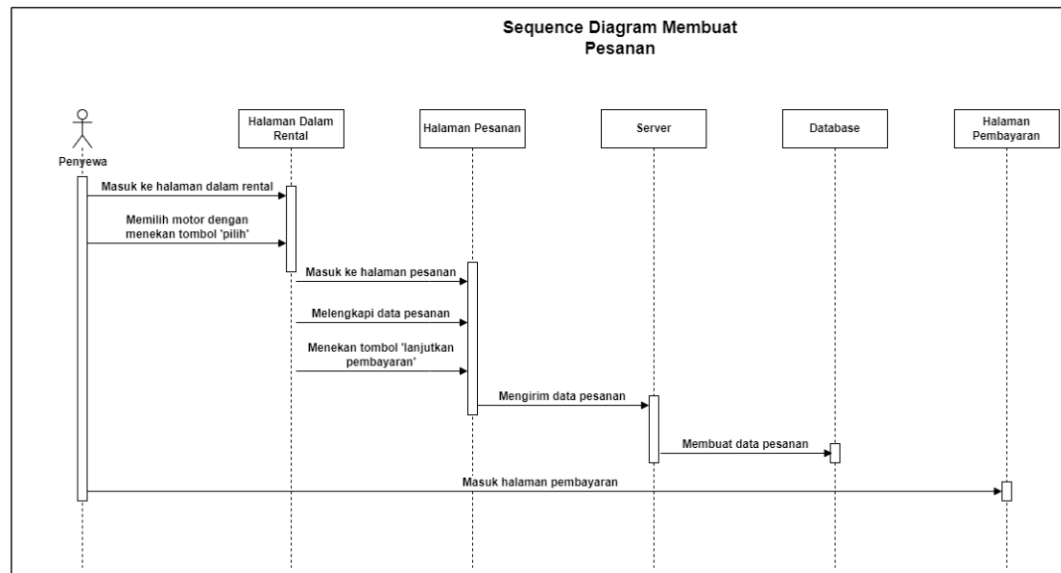 Sequence Diagram Membuat
Pesanan
Penyewa
Halaman Dalam
Rental
Halaman Pesanan
Server
Database
Halaman
Pembayaran
Masuk ke halaman dalam rental
Memilih motor dengan
menekan tombol 'pilih'
Masuk ke halaman pesanan
Melengkapi data pesanan
Menekan tombol 'lanjutkan
pembayaran'
Mengirim data pesanan
Membuat data pesanan
Masuk halaman pembayaran